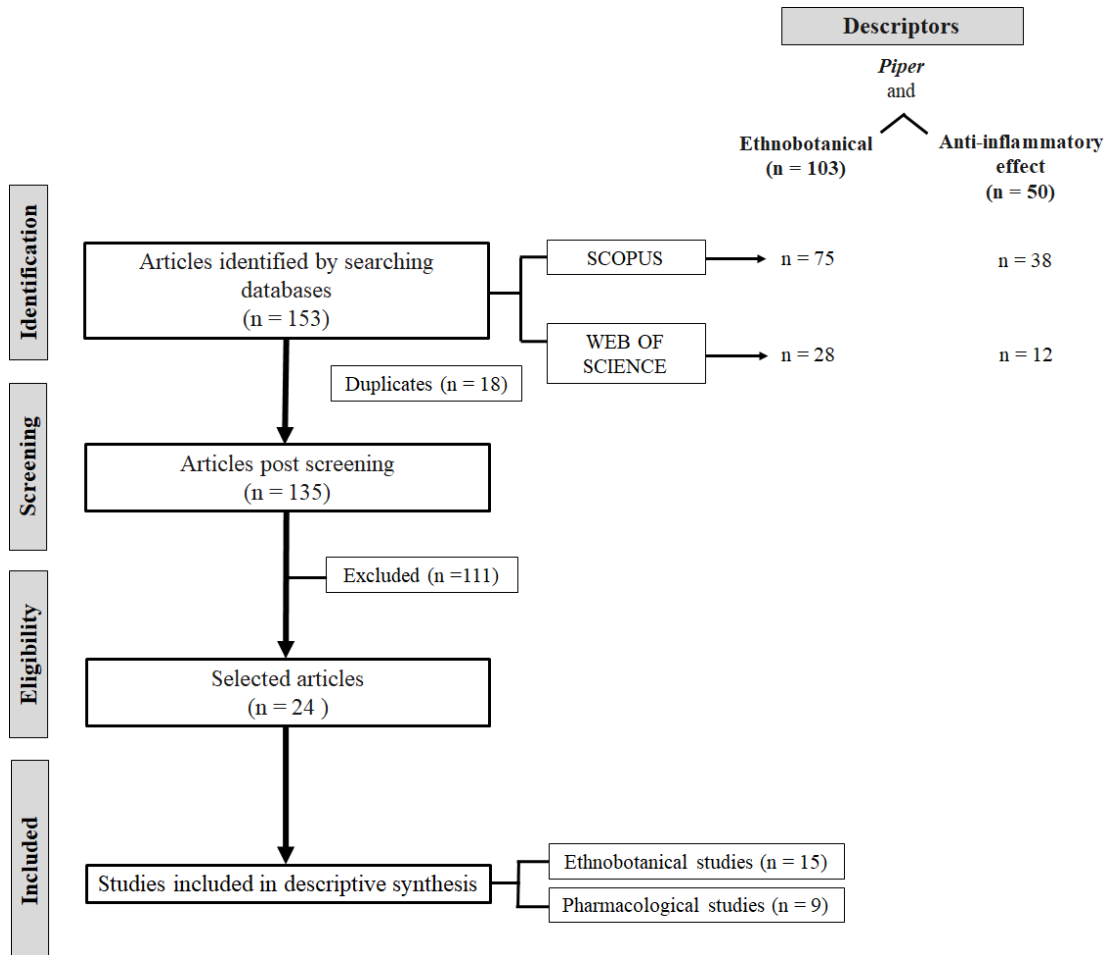 Descriptors
Piper
and
Ethnobotanical
(n = 103)
Anti-inflammatory
effect
(n = 50)
Identification
Articles identified by searching
databases
(n = 153)
SCOPUS
n = 75
n = 38
WEB OF
SCIENCE
n = 28
n = 12
Duplicates (n = 18)
Screening
Articles post screening
(n = 135)
Excluded (n =111)
Eligibility
Selected articles
(n = 24 )
Included
Studies included in descriptive synthesis
Ethnobotanical studies (n = 15)
Pharmacological studies (n = 9)